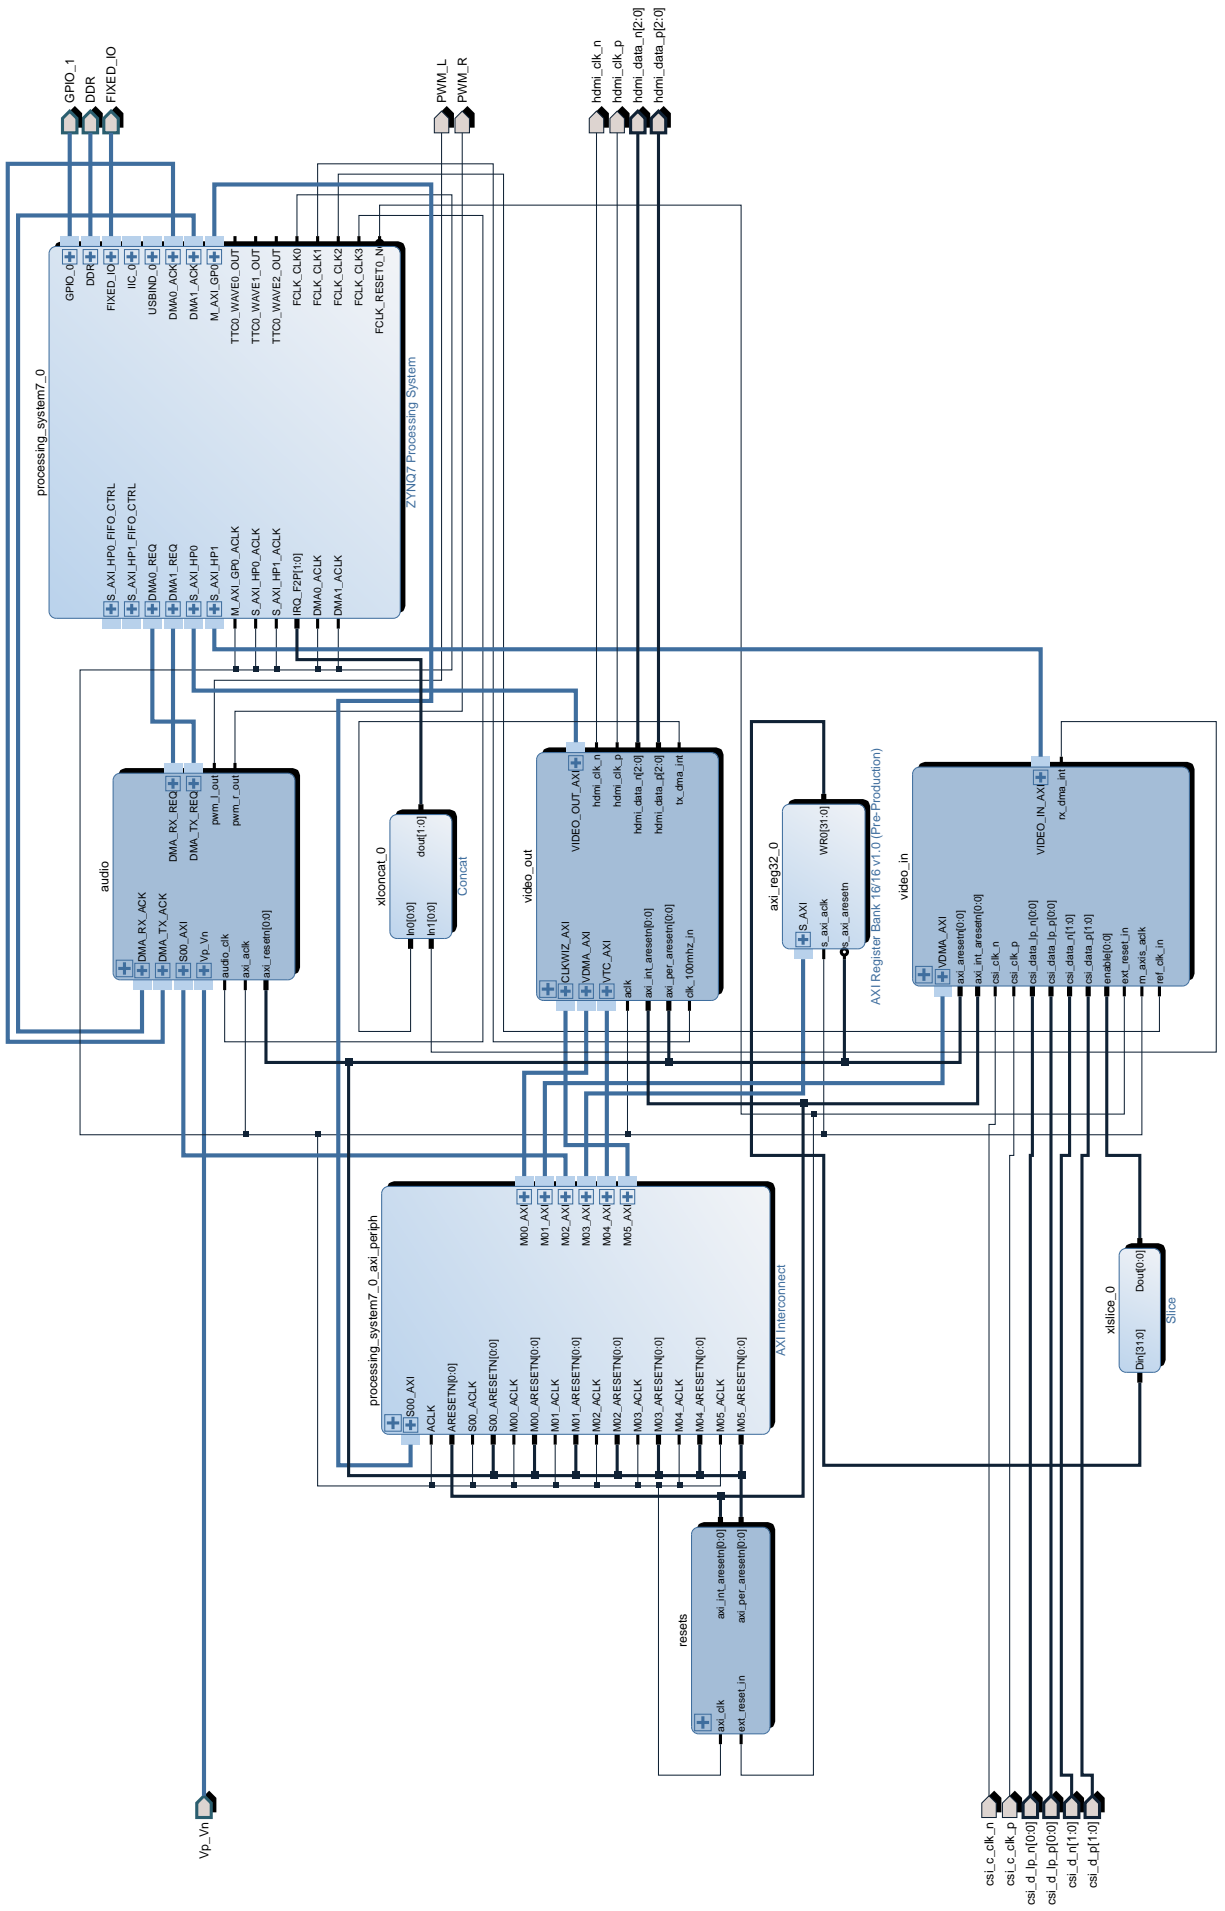 Vp_Vn
csi_c_clk_n
csi_c_clk_p
csi_d_lp_n[0:0]
csi_d_lp_p[0:0]
csi_d_n[1:0]
csi_d_p[1:0]
resets
axi_clk
ext_reset_in
axi_int_aresetn[0:0]
axi_per_aresetn[0:0]
processing_system7_0_axi_periph
S00_AXI
ACLK
ARESETN[0:0]
S00_ACLK
S00_ARESETN[0:0]
M00_ACLK
M00_ARESETN[0:0]
M01_ACLK
M01_ARESETN[0:0]
M02_ACLK
M02_ARESETN[0:0]
M03_ACLK
M03_ARESETN[0:0]
M04_ACLK
M04_ARESETN[0:0]
M05_ACLK
M05_ARESETN[0:0]
M00_AXI
M01_AXI
M02_AXI
M03_AXI
M04_AXI
M05_AXI
AXI Interconnect
xlslice_0
Din[31:0]
Dout[0:0]
Slice
audio
DMA_RX_ACK
DMA_TX_ACK
S00_AXI
Vp_Vn
audio_clk
axi_aclk
axi_resetn[0:0]
DMA_RX_REQ
DMA_TX_REQ
pwm_l_out
pwm_r_out
xlconcat_0
In0[0:0]
In1[0:0]
dout[1:0]
Concat
video_out
CLKWIZ_AXI
VDMA_AXI
VTC_AXI
aclk
axi_int_aresetn[0:0]
axi_per_aresetn[0:0]
clk_100mhz_in
VIDEO_OUT_AXI
hdmi_clk_n
hdmi_clk_p
hdmi_data_n[2:0]
hdmi_data_p[2:0]
tx_dma_int
axi_reg32_0
S_AXI
s_axi_aclk
s_axi_aresetn
WR0[31:0]
AXI Register Bank 16/16 v1.0 (Pre-Production)
video_in
VDMA_AXI
axi_aresetn[0:0]
axi_int_aresetn[0:0]
csi_clk_n
csi_clk_p
csi_data_lp_n[0:0]
csi_data_lp_p[0:0]
csi_data_n[1:0]
csi_data_p[1:0]
enable[0:0]
ext_reset_in
m_axis_aclk
ref_clk_in
VIDEO_IN_AXI
rx_dma_int
processing_system7_0
S_AXI_HP0_FIFO_CTRL
S_AXI_HP1_FIFO_CTRL
DMA0_REQ
DMA1_REQ
S_AXI_HP0
S_AXI_HP1
M_AXI_GP0_ACLK
S_AXI_HP0_ACLK
S_AXI_HP1_ACLK
IRQ_F2P[1:0]
DMA0_ACLK
DMA1_ACLK
GPIO_0
DDR
FIXED_IO
IIC_0
USBIND_0
DMA0_ACK
DMA1_ACK
M_AXI_GP0
TTC0_WAVE0_OUT
TTC0_WAVE1_OUT
TTC0_WAVE2_OUT
FCLK_CLK0
FCLK_CLK1
FCLK_CLK2
FCLK_CLK3
FCLK_RESET0_N
ZYNQ7 Processing System
GPIO_1
DDR
FIXED_IO
PWM_L
PWM_R
hdmi_clk_n
hdmi_clk_p
hdmi_data_n[2:0]
hdmi_data_p[2:0]